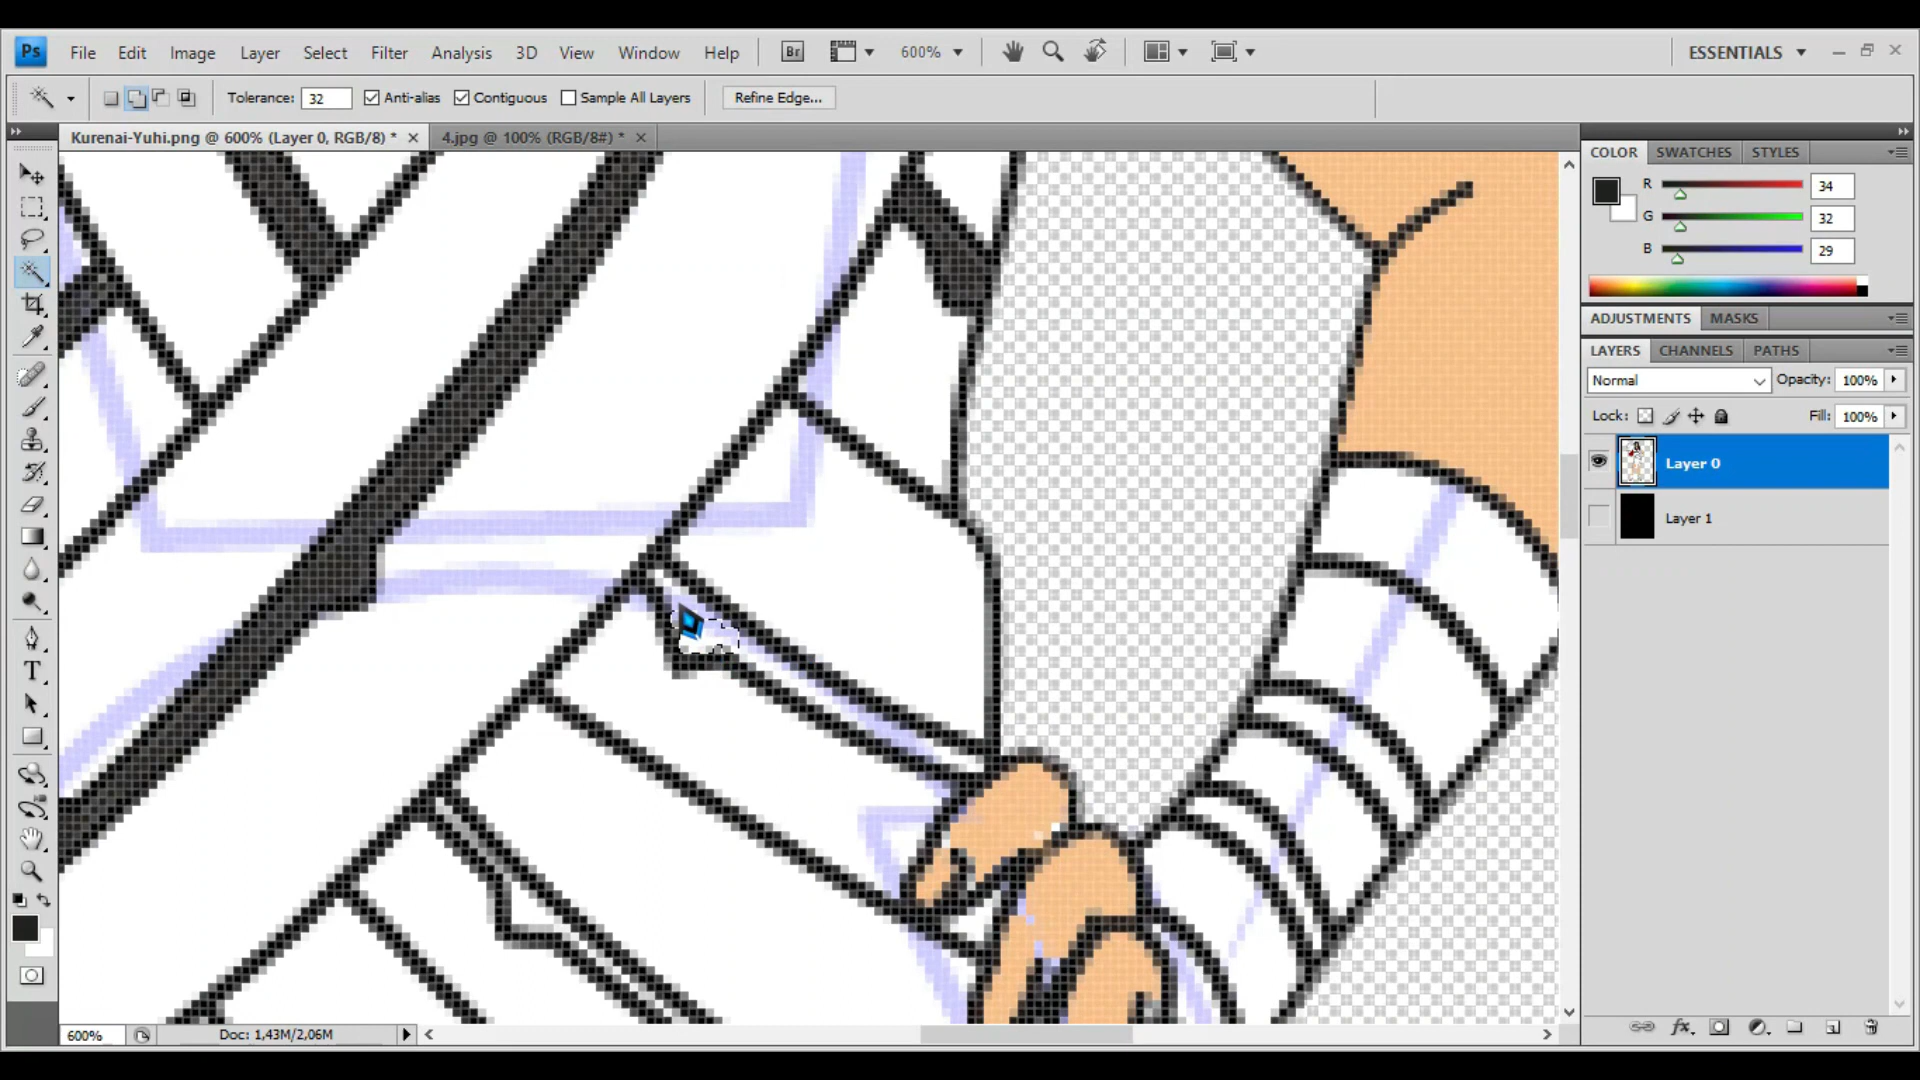 Ps File Edit Image Layer Select Filter Analysis 3D View Window Help Br 600% ESSENTIALS
Tolerance: 32 Anti-alias Contiguous Sample All Layers Refine Edge...
Kurenai-Yuhi.png @ 600% (Layer 0, RGB/8) * 4.jpg @ 100% (RGB/8#) *
COLOR SWATCHES STYLES
R 34
G 32
B 29
ADJUSTMENTS MASKS
LAYERS CHANNELS PATHS
Normal Opacity: 100%
Lock: Fill: 100%
Layer 0
Layer 1
T
600% Doc: 1,43M/2,06M
fx